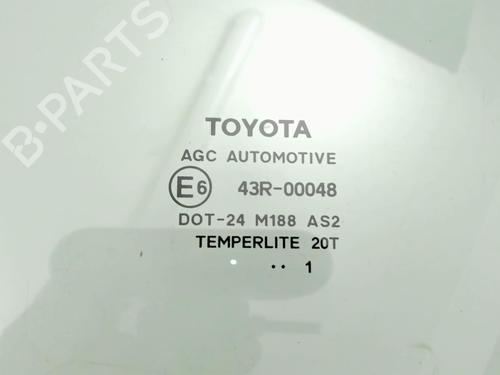 B-PARTS
TOYOTA
AGC AUTOMOTIVE
E6 43R-00048
DOT-24 M188 AS2
TEMPERLITE 20T
.. 1